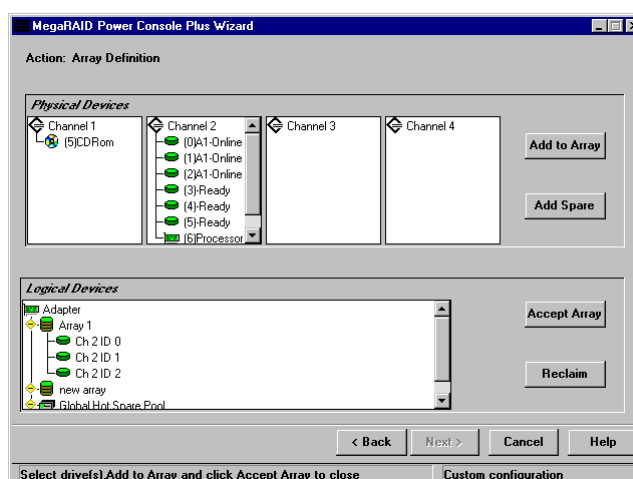 MegaRAID Power Console Plus Wizard
Action: Array Definition
Physical Devices
Channel 1
(5)CDRom
Channel 2
(0)A1-Online
(1)A1-Online
(2)A1-Online
(3)-Ready
(4)-Ready
(5)-Ready
(6)Processor
Channel 3
Channel 4
Add to Array
Add Spare
Logical Devices
Adapter
Array 1
Ch 2 ID 0
Ch 2 ID 1
Ch 2 ID 2
new array
Global Hot Spare Pool
Accept Array
Reclaim
< Back
Next >
Cancel
Help
Select drive(s),Add to Array and click Accept Array to close
Custom configuration